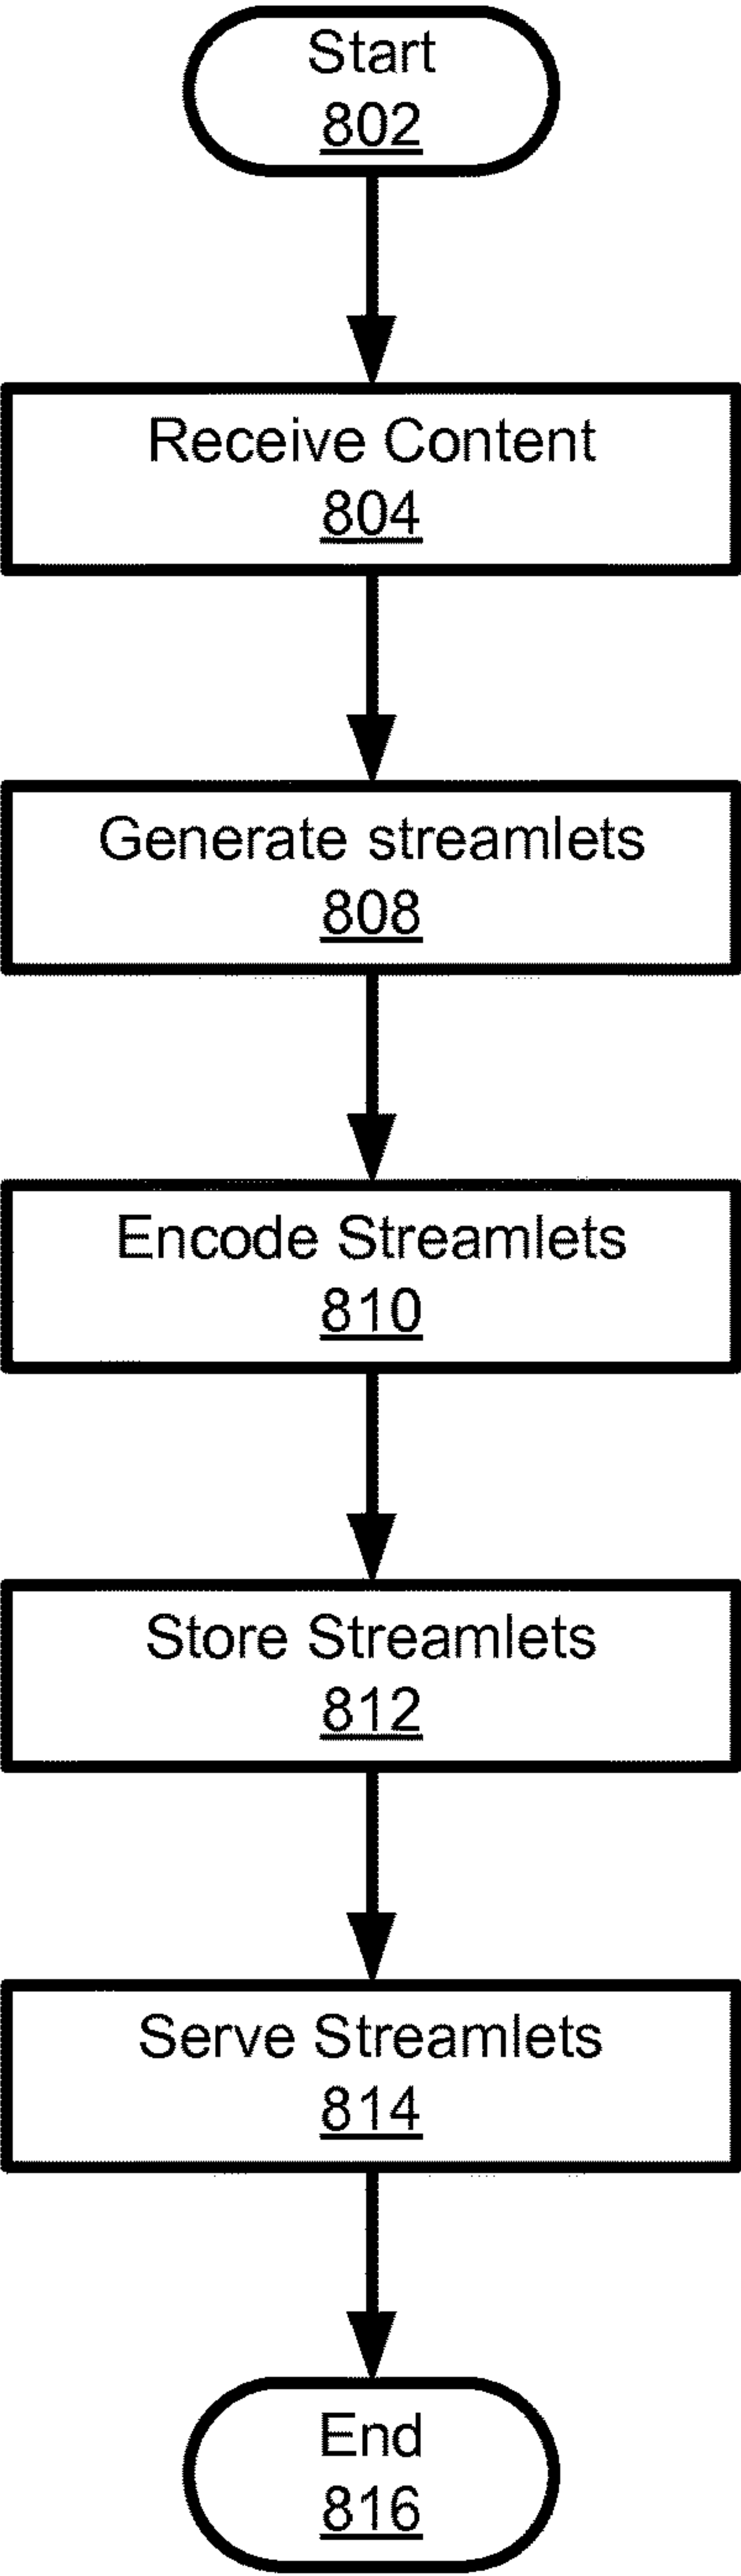 Start
802
Receive Content
804
Generate streamlets
808
Encode Streamlets
810
Store Streamlets
812
Serve Streamlets
814
End
816